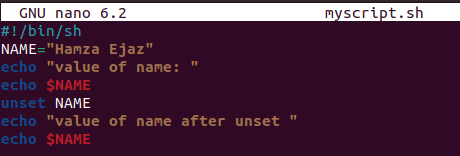 GNU nano 6.2 myscript.sh
#!/bin/sh
NAME="Hamza Ejaz"
echo "value of name: "
echo $NAME
unset NAME
echo "value of name after unset "
echo $NAME